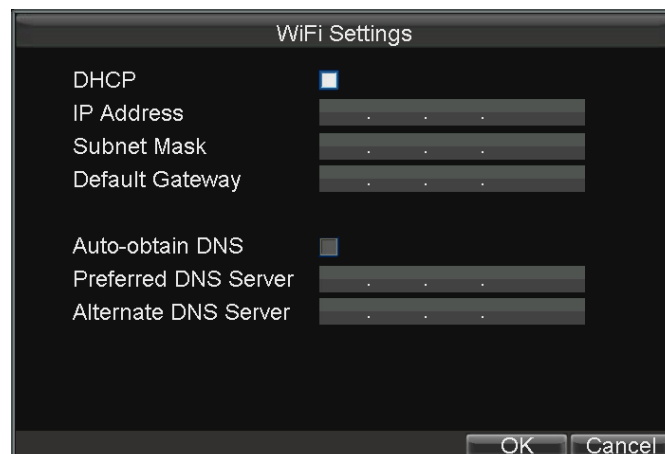 WiFi Settings
DHCP
IP Address . . .
Subnet Mask . . .
Default Gateway . . .
Auto-obtain DNS
Preferred DNS Server . . .
Alternate DNS Server . . .
OK Cancel